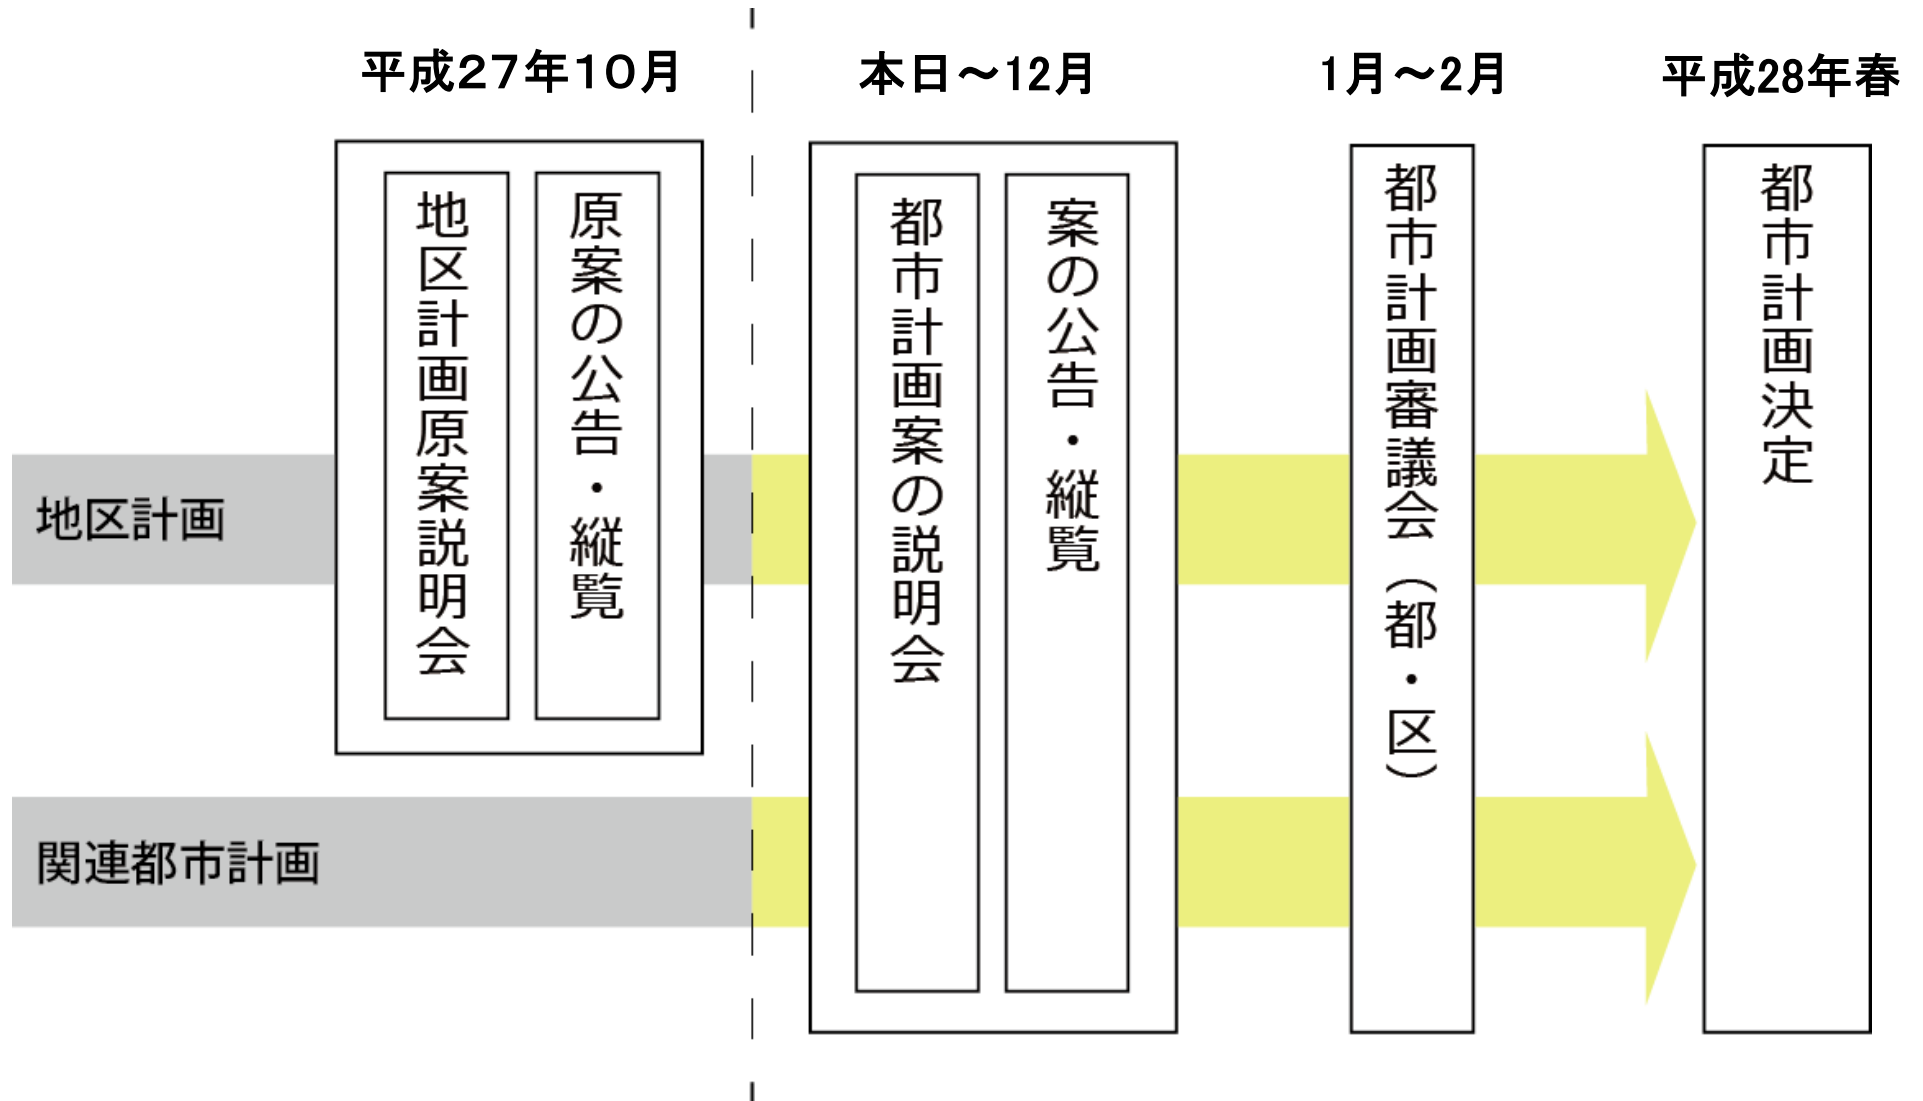 平成２７年１０月
本日～12月
1月～2月
平成28年春
地区計画原案説明会
原案の公告・縦覧
都市計画案の説明会
案の公告・縦覧
都市計画審議会（都・区）
都市計画決定
地区計画
関連都市計画